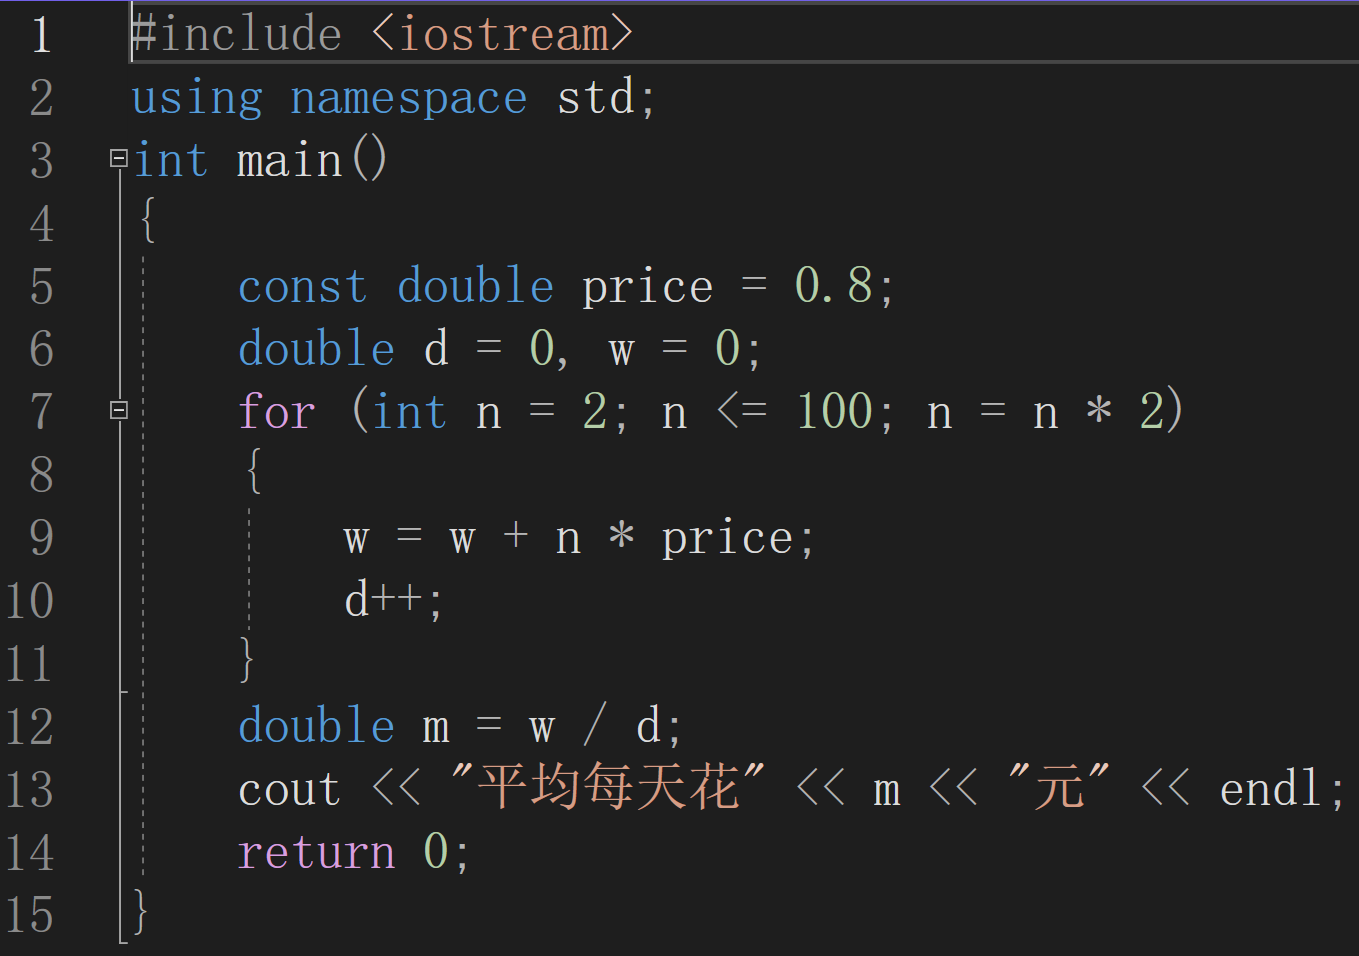 1 #include <iostream>
2 using namespace std;
3 int main()
4 {
5 const double price = 0.8;
6 double d = 0, w = 0;
7 for (int n = 2; n <= 100; n = n * 2)
8 {
9 w = w + n * price;
10 d++;
11 }
12 double m = w / d;
13 cout << "平均每天花" << m << "元" << endl;
14 return 0;
15 }